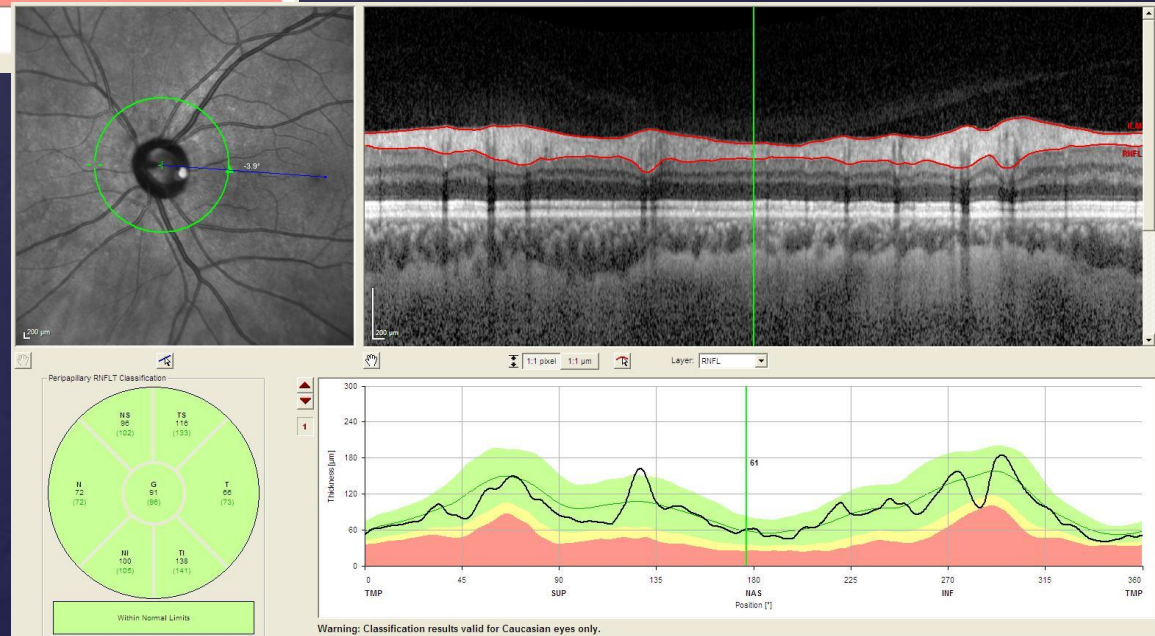 -3.9°
200 µm
ILM
RNFL
200 µm
1:1 pixel 1:1 µm Layer: RNFL
Peripapillary RNFLT Classification
NS
96
(102)
TS
116
(133)
N
72
(72)
G
91
(96)
T
66
(73)
NI
100
(105)
TI
138
(141)
Within Normal Limits
1
Thickness [µm]
300
240
180
120
60
0
61
0 45 90 135 180 225 270 315 360
TMP SUP NAS INF TMP
Position [°]
Warning: Classification results valid for Caucasian eyes only.